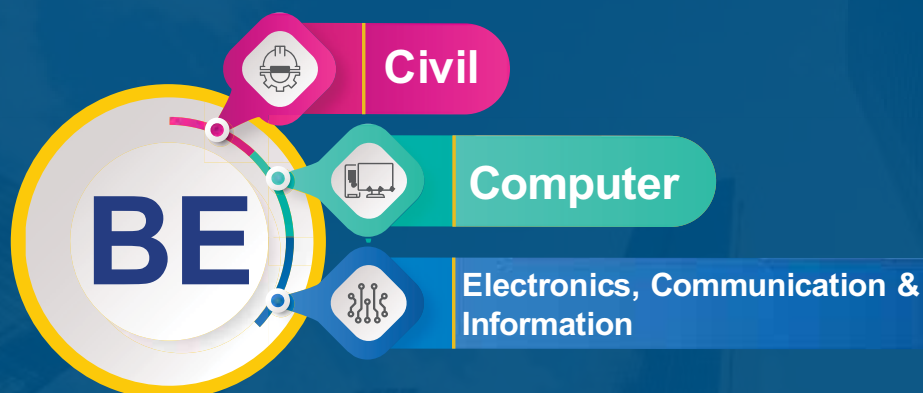 BE
Civil
Computer
Electronics, Communication &
Information